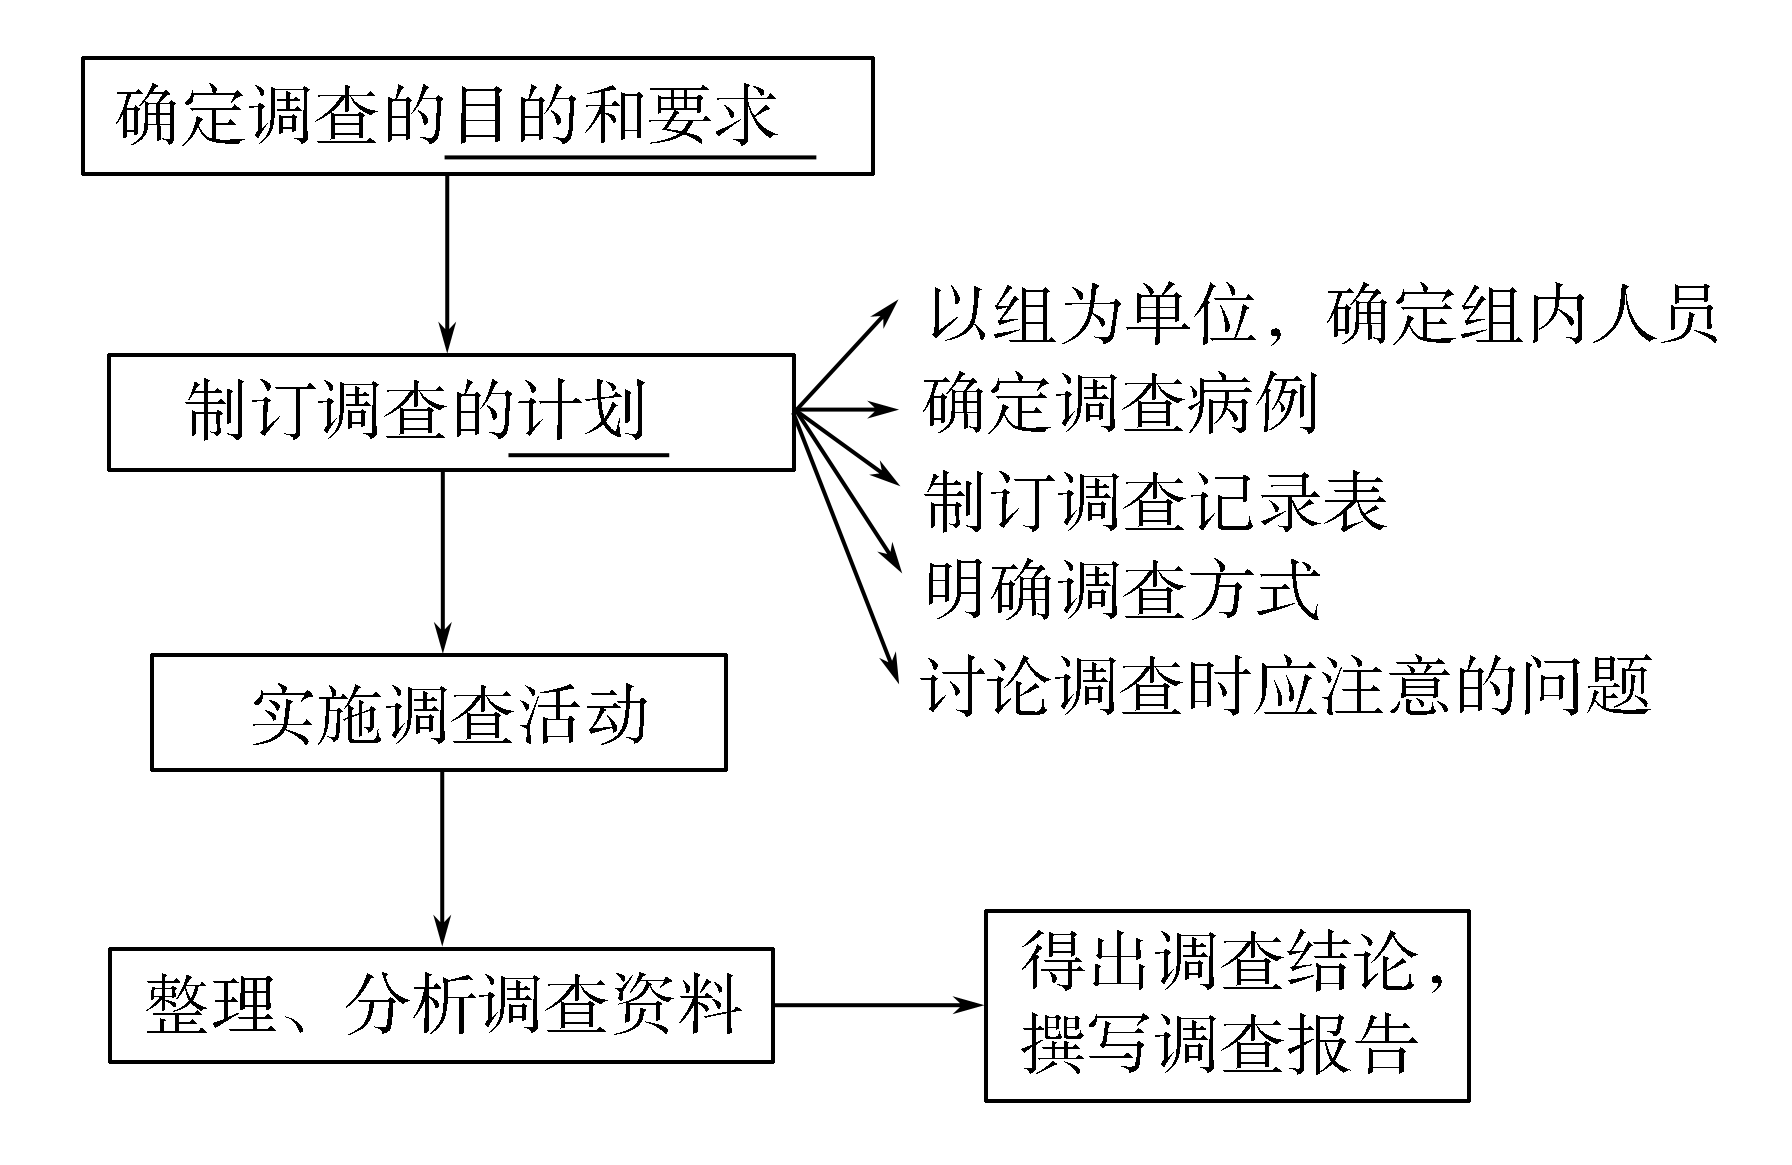 确定调查的目的和要求
以组为单位，确定组内人员
制订调查的计划
确定调查病例
制订调查记录表
明确调查方式
讨论调查时应注意的问题
实施调查活动
整理、分析调查资料
得出调查结论，
撰写调查报告